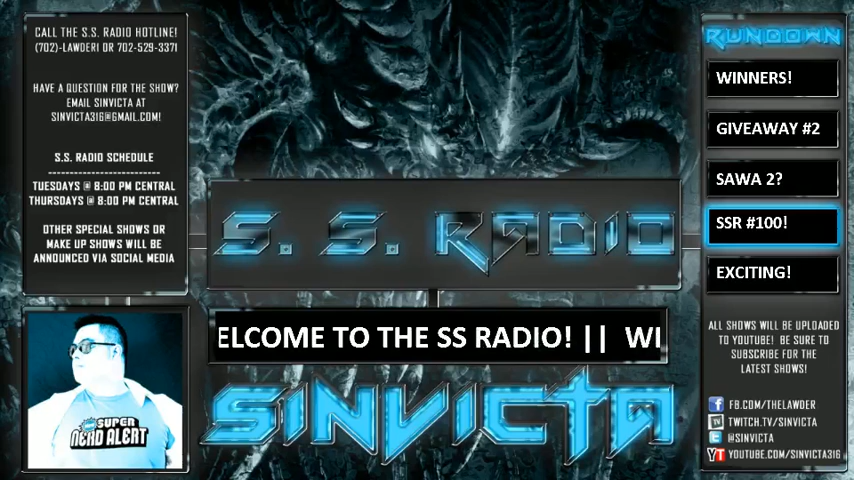 CALL THE S.S. RADIO HOTLINE!
(702)-LAWDERI OR 702-529-3371
HAVE A QUESTION FOR THE SHOW?
EMAIL SINVICTA AT
SINVICTA316@GMAIL.COM!
S.S. RADIO SCHEDULE
--------------------------
TUESDAYS @ 8:00 PM CENTRAL
THURSDAYS @ 8:00 PM CENTRAL
OTHER SPECIAL SHOWS OR
MAKE UP SHOWS WILL BE
ANNOUNCED VIA SOCIAL MEDIA
SUPER
NERD ALERT
S. S. RADIO
ELCOME TO THE SS RADIO! || WI
SINVICTA
RUNDOWN
WINNERS!
GIVEAWAY #2
SAWA 2?
SSR #100!
EXCITING!
ALL SHOWS WILL BE UPLOADED
TO YOUTUBE! BE SURE TO
SUBSCRIBE FOR THE
LATEST SHOWS!
FB.COM/THELAWDER
TWITCH.TV/SINVICTA
@SINVICTA
YOUTUBE.COM/SINVICTA316